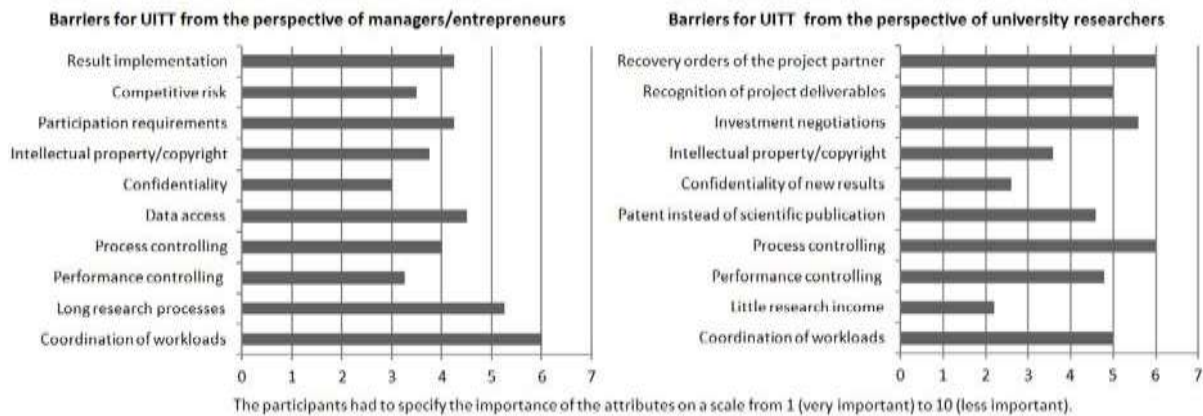 Barriers for UITT from the perspective of managers/entrepreneurs
Result implementation
Competitive risk
Participation requirements
Intellectual property/copyright
Confidentiality
Data access
Process controlling
Performance controlling
Long research processes
Coordination of workloads
0 1 2 3 4 5 6 7
Barriers for UITT from the perspective of university researchers
Recovery orders of the project partner
Recognition of project deliverables
Investment negotiations
Intellectual property/copyright
Confidentiality of new results
Patent instead of scientific publication
Process controlling
Performance controlling
Little research income
Coordination of workloads
0 1 2 3 4 5 6 7
The participants had to specify the importance of the attributes on a scale from 1 (very important) to 10 (less important).